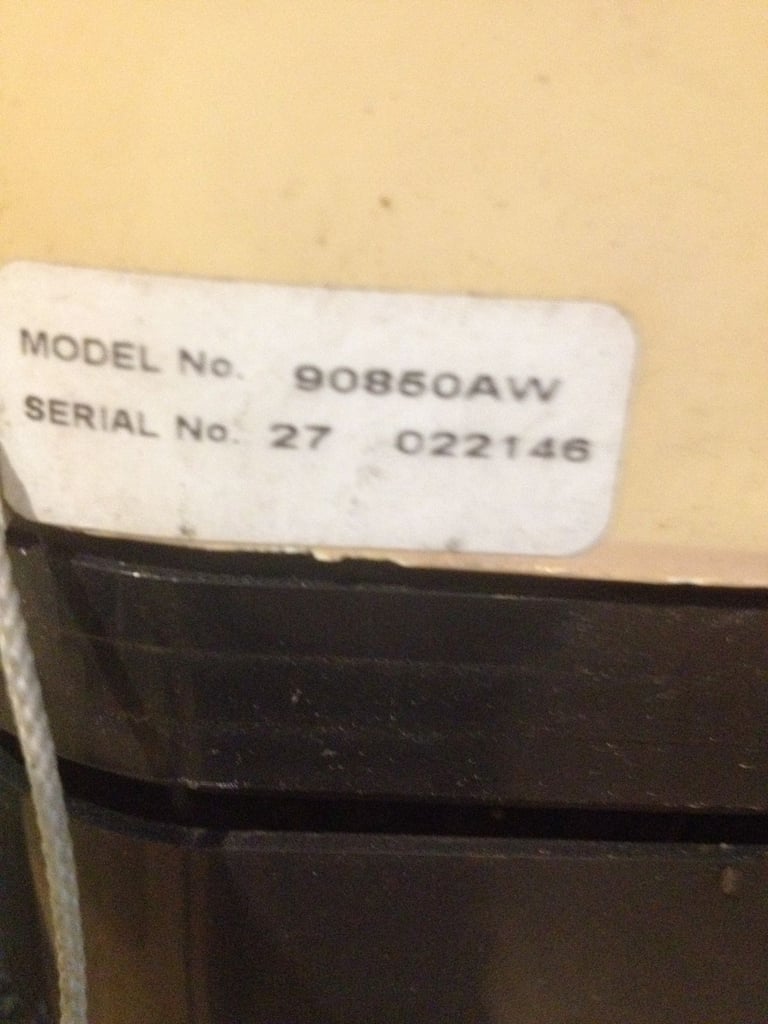 MODEL No. 90850AW
SERIAL No. 27 022146